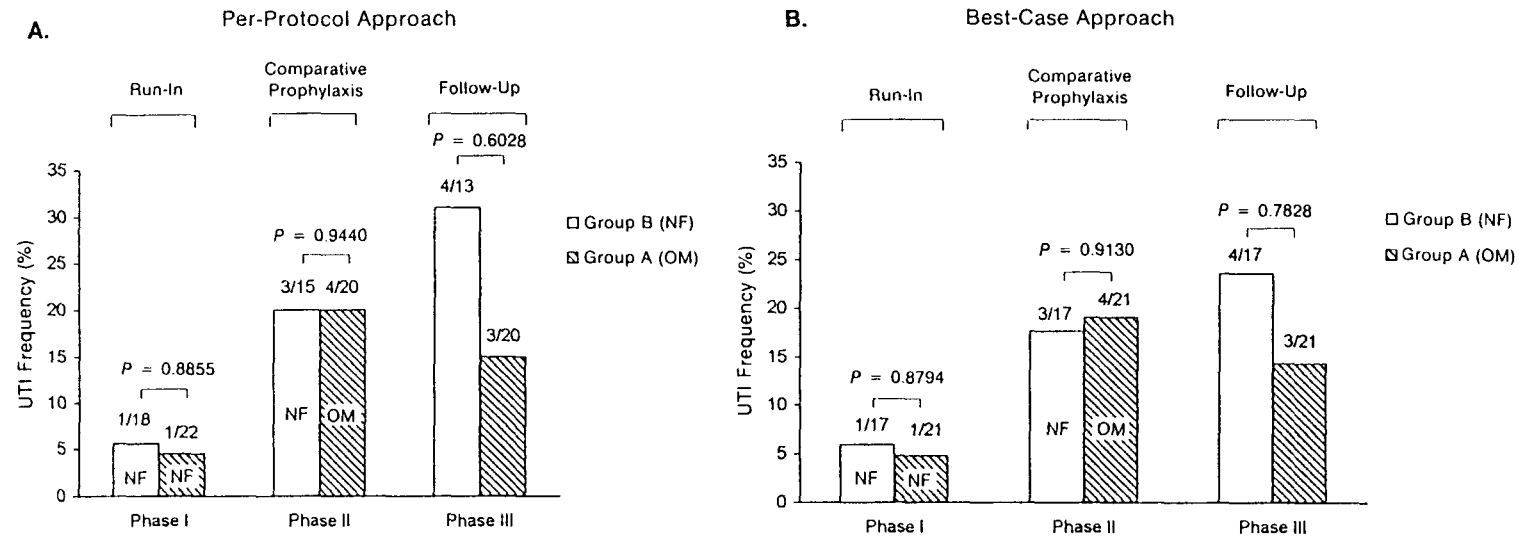 A.
Per-Protocol Approach
Run-In
Comparative
Prophylaxis
Follow-Up
P = 0.6028
35
4/13
30
P = 0.9440
25
3/15 4/20
20
3/20
15
P = 0.8855
10
1/18
1/22
5
0
UTI Frequency (%)
NF
NF
NF
OM
Group B (NF)
Group A (OM)
Phase I
Phase II
Phase III
B.
Best-Case Approach
Run-In
Comparative
Prophylaxis
Follow-Up
35
30
P = 0.7828
P = 0.9130
25
4/17
4/21
3/17
20
3/21
15
P = 0.8794
10
1/17
1/21
5
0
UTI Frequency (%)
NF
NF
NF
OM
Group B (NF)
Group A (OM)
Phase I
Phase II
Phase III